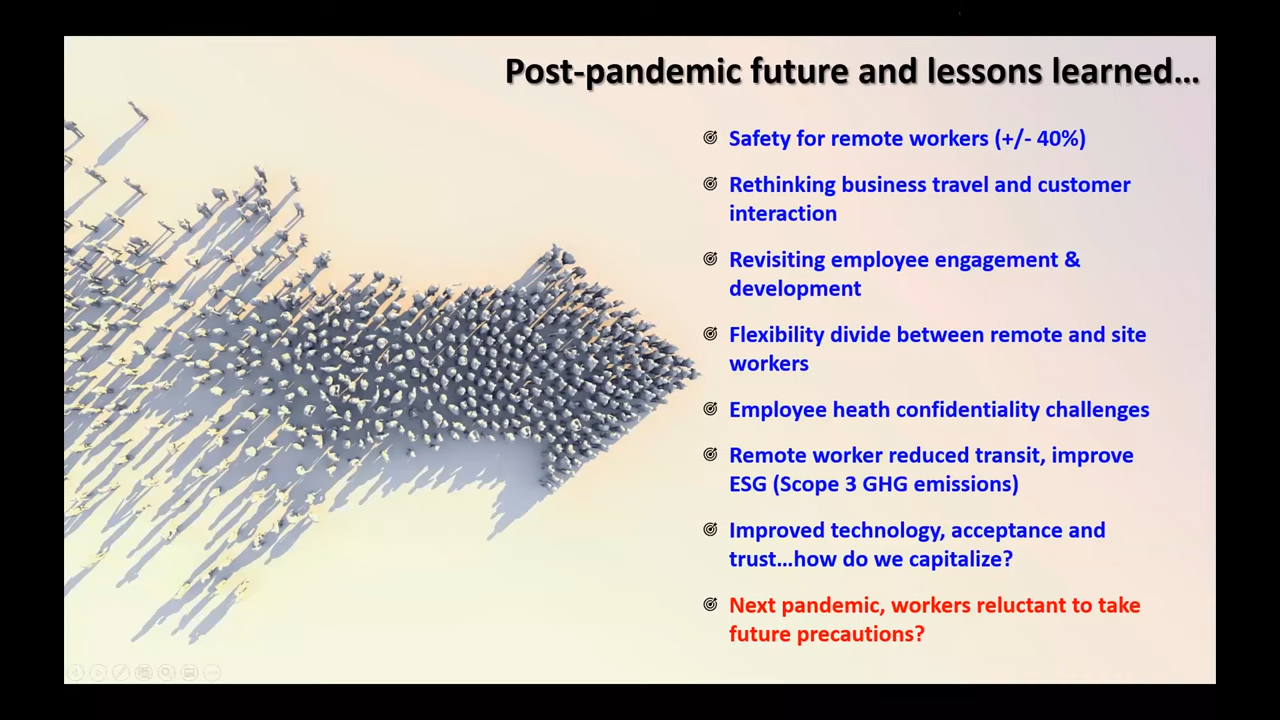 Post-pandemic future and lessons learned...
Safety for remote workers (+/- 40%)
Rethinking business travel and customer
interaction
Revisiting employee engagement &
development
Flexibility divide between remote and site
workers
Employee heath confidentiality challenges
Remote worker reduced transit, improve
ESG (Scope 3 GHG emissions)
Improved technology, acceptance and
trust...how do we capitalize?
Next pandemic, workers reluctant to take
future precautions?